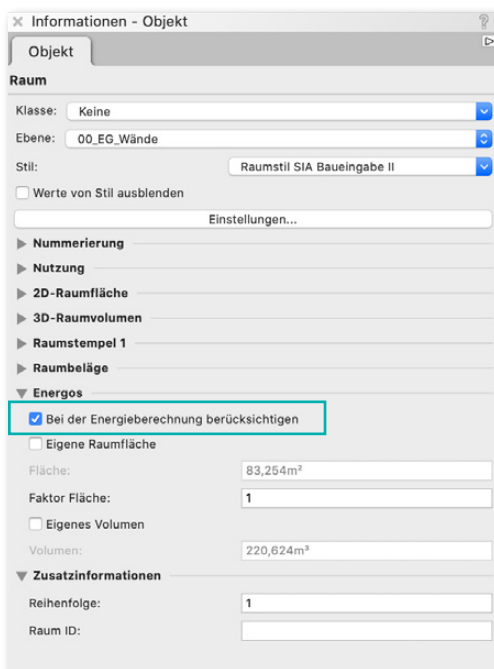 Informationen - Objekt
Objekt
Raum
Klasse: Keine
Ebene: 00_EG_Wände
Stil: Raumstil SIA Baueingabe II
Werte von Stil ausblenden
Einstellungen...
Nummerierung
Nutzung
2D-Raumfläche
3D-Raumvolumen
Raumstempel 1
Raumbeläge
Energos
Bei der Energieberechnung berücksichtigen
Eigene Raumfläche
Fläche: 83,254m²
Faktor Fläche: 1
Eigenes Volumen
Volumen: 220,624m³
Zusatzinformationen
Reihenfolge: 1
Raum ID: